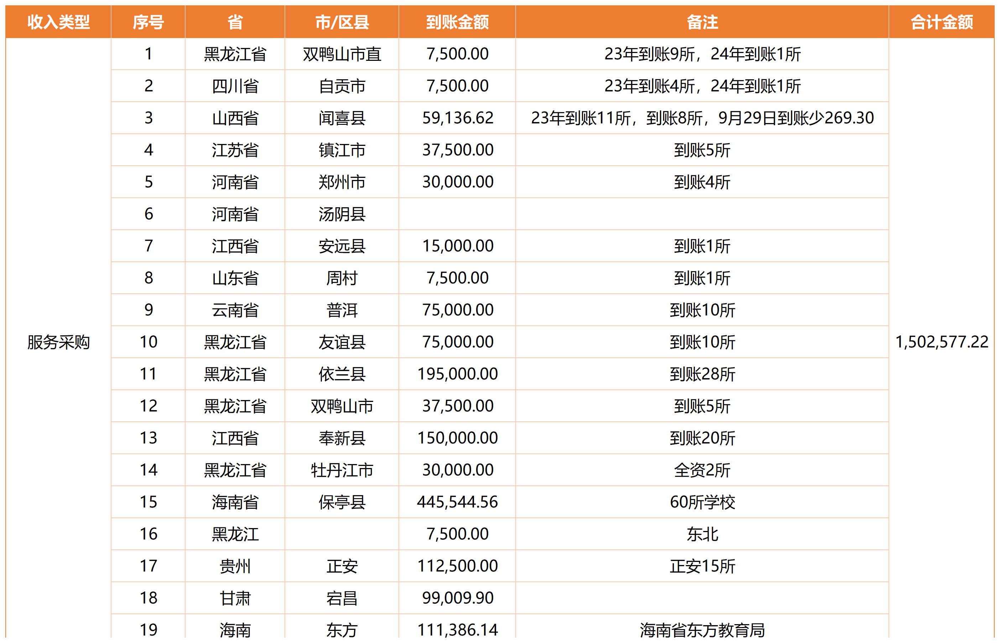 收入类型 序号 省 市/区县 到账金额 备注 合计金额
1 黑龙江省 双鸭山市直 7,500.00 23年到账9所，24年到账1所
2 四川省 自贡市 7,500.00 23年到账4所，24年到账1所
3 山西省 闻喜县 59,136.62 23年到账11所，到账8所，9月29日到账少269.30
4 江苏省 镇江市 37,500.00 到账5所
5 河南省 郑州市 30,000.00 到账4所
6 河南省 汤阴县
7 江西省 安远县 15,000.00 到账1所
8 山东省 周村 7,500.00 到账1所
9 云南省 普洱 75,000.00 到账10所
服务采购 10 黑龙江省 友谊县 75,000.00 到账10所 1,502,577.22
11 黑龙江省 依兰县 195,000.00 到账28所
12 黑龙江省 双鸭山市 37,500.00 到账5所
13 江西省 奉新县 150,000.00 到账20所
14 黑龙江省 牡丹江市 30,000.00 全资2所
15 海南省 保亭县 445,544.56 60所学校
16 黑龙江 7,500.00 东北
17 贵州 正安 112,500.00 正安15所
18 甘肃 宕昌 99,009.90
19 海南 东方 111,386.14 海南省东方教育局